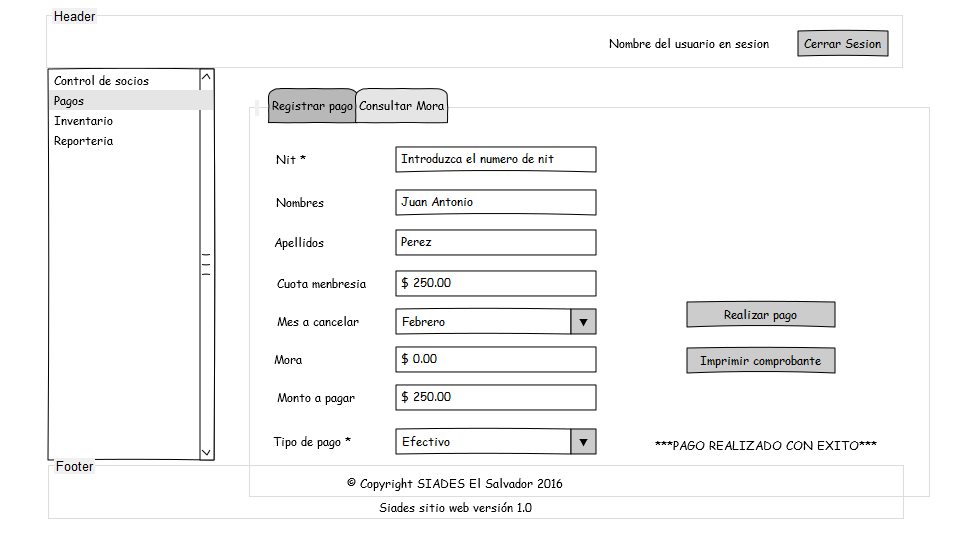 Header
Nombre del usuario en sesion
Cerrar Sesion
Control de socios
Pagos
Inventario
Reporteria
Registrar pago
Consultar Mora
Nit *
Introduzca el numero de nit
Nombres
Juan Antonio
Apellidos
Perez
Cuota menbresia
$ 250.00
Mes a cancelar
Febrero
Mora
$ 0.00
Monto a pagar
$ 250.00
Tipo de pago *
Efectivo
Realizar pago
Imprimir comprobante
***PAGO REALIZADO CON EXITO***
Footer
© Copyright SIADES El Salvador 2016
Siades sitio web versión 1.0